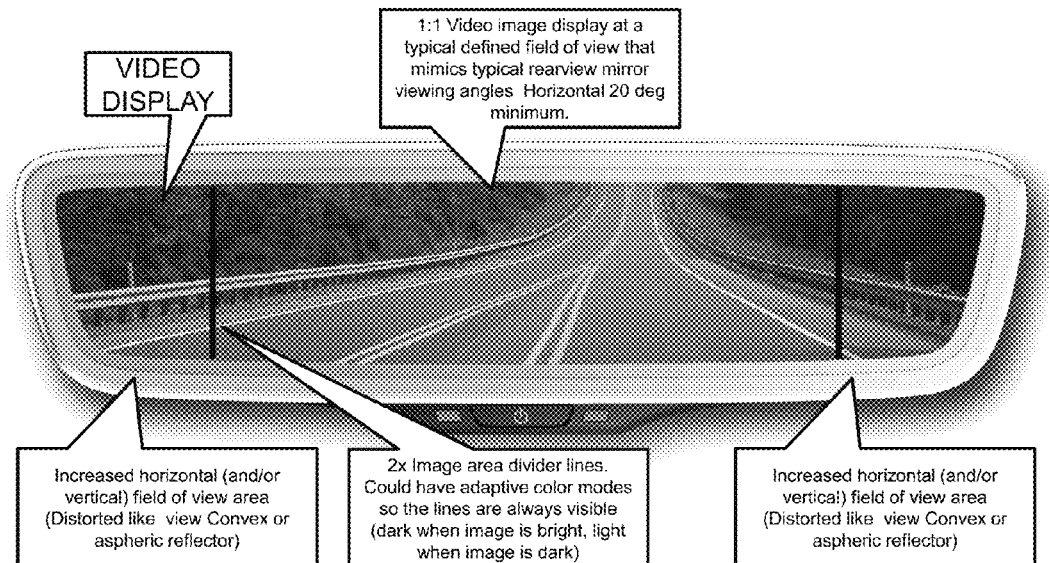 VIDEO
DISPLAY
1:1 Video image display at a
typical defined field of view that
mimics typical rearview mirror
viewing angles  Horizontal 20 deg
minimum.
Increased horizontal (and/or
vertical) field of view area
(Distorted like  view Convex or
aspheric reflector)
2x Image area divider lines.
Could have adaptive color modes
so the lines are always visible
(dark when image is bright, light
when image is dark)
Increased horizontal (and/or
vertical) field of view area
(Distorted like  view Convex or
aspheric reflector)